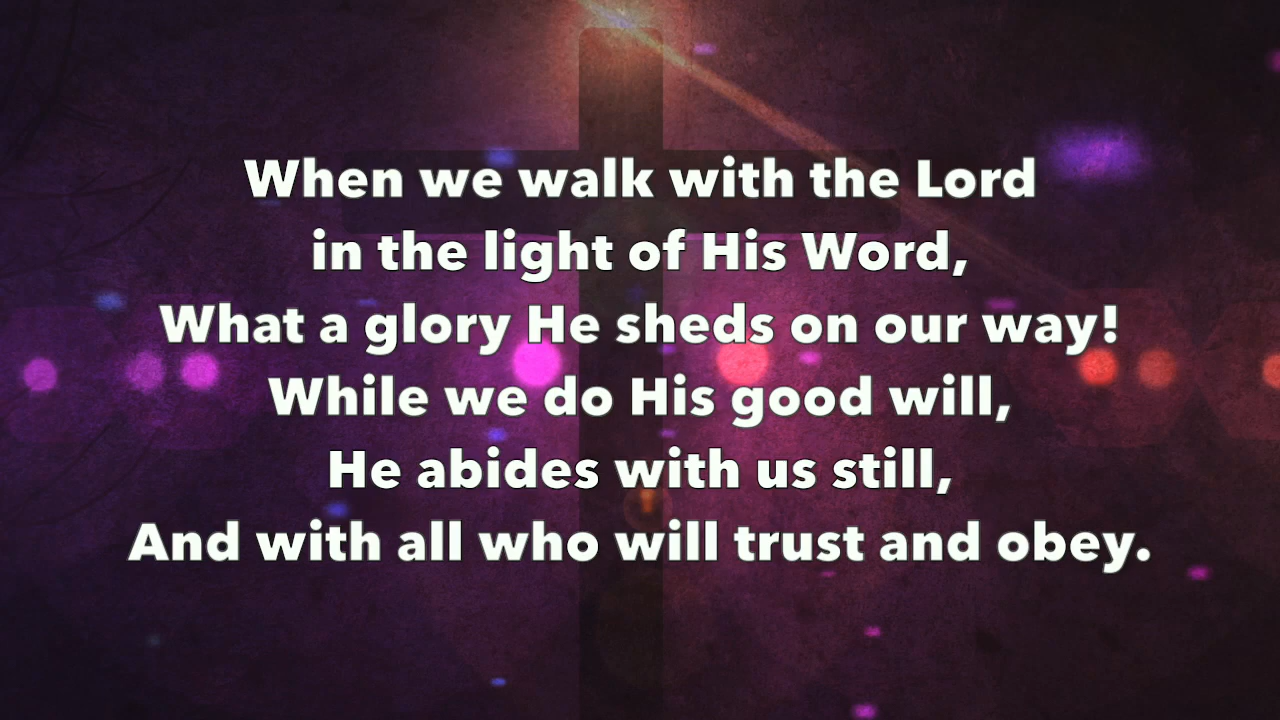 When we walk with the Lord
in the light of His Word,
What a glory He sheds on our way!
While we do His good will,
He abides with us still,
And with all who will trust and obey.